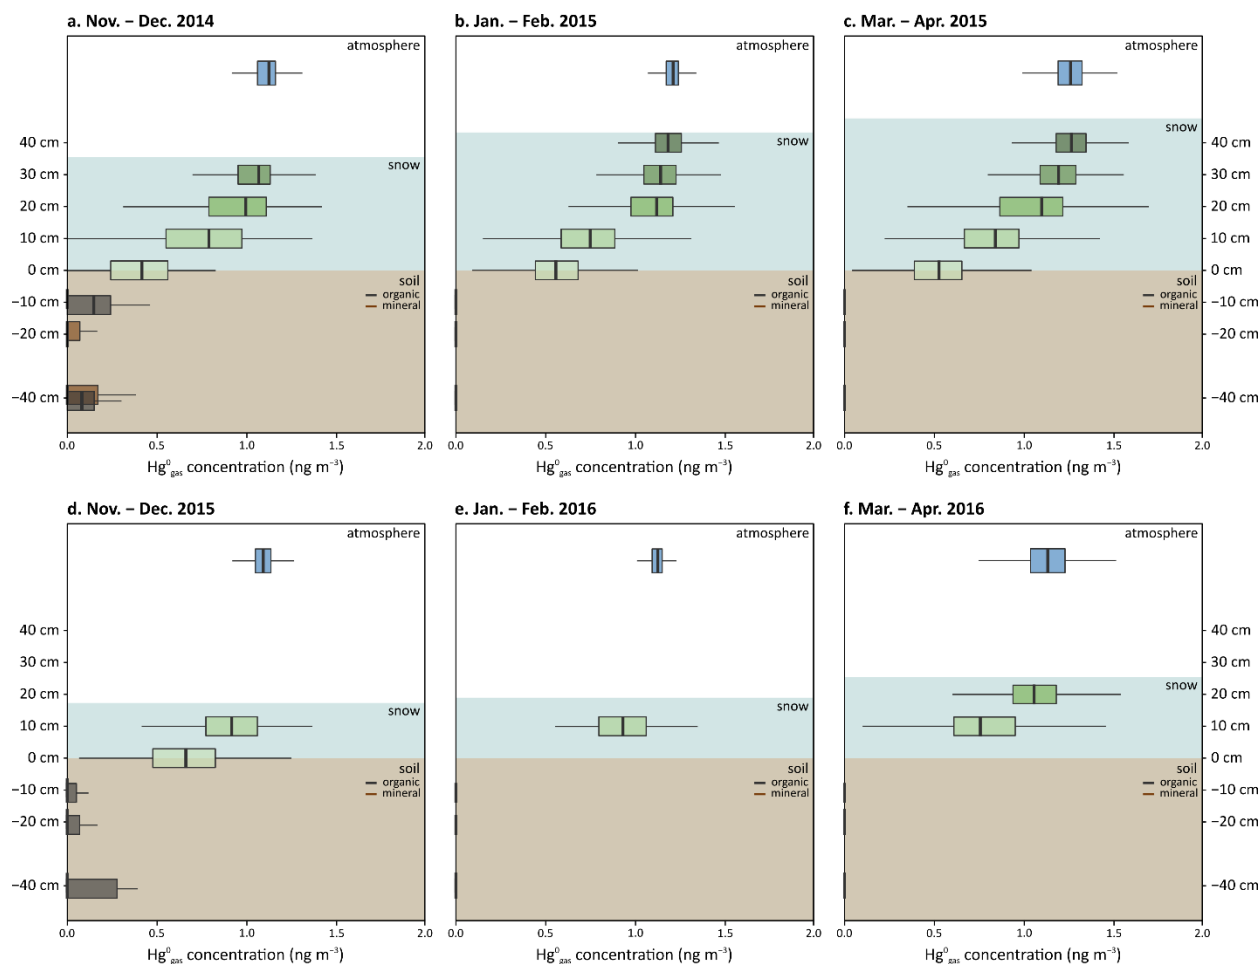 a. Nov. – Dec. 2014
b. Jan. – Feb. 2015
c. Mar. – Apr. 2015
atmosphere
atmosphere
atmosphere
40 cm
30 cm
20 cm
10 cm
0 cm
−10 cm
−20 cm
−40 cm
snow
snow
snow
soil
organic
mineral
soil
organic
mineral
soil
organic
mineral
40 cm
30 cm
20 cm
10 cm
0 cm
−10 cm
−20 cm
−40 cm
0.0 0.5 1.0 1.5 2.0
0.0 0.5 1.0 1.5 2.0
0.0 0.5 1.0 1.5 2.0
Hg⁰gas concentration (ng m⁻³)
Hg⁰gas concentration (ng m⁻³)
Hg⁰gas concentration (ng m⁻³)
d. Nov. – Dec. 2015
e. Jan. – Feb. 2016
f. Mar. – Apr. 2016
atmosphere
atmosphere
atmosphere
40 cm
30 cm
20 cm
10 cm
0 cm
−10 cm
−20 cm
−40 cm
snow
snow
snow
soil
organic
mineral
soil
organic
mineral
soil
organic
mineral
40 cm
30 cm
20 cm
10 cm
0 cm
−10 cm
−20 cm
−40 cm
0.0 0.5 1.0 1.5 2.0
0.0 0.5 1.0 1.5 2.0
0.0 0.5 1.0 1.5 2.0
Hg⁰gas concentration (ng m⁻³)
Hg⁰gas concentration (ng m⁻³)
Hg⁰gas concentration (ng m⁻³)